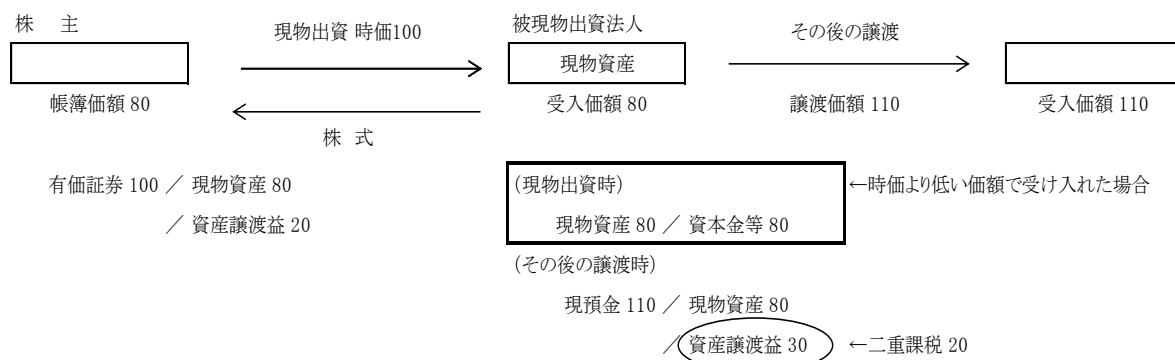 株　主
現物出資 時価100
被現物出資法人
その後の譲渡
現物資産
帳簿価額 80
受入価額 80
譲渡価額 110
受入価額 110
株 式
有価証券 100 ／ 現物資産 80
／ 資産譲渡益 20
(現物出資時)
←時価より低い価額で受け入れた場合
現物資産 80 ／ 資本金等 80
(その後の譲渡時)
現預金 110 ／ 現物資産 80
／ 資産譲渡益 30
←二重課税 20